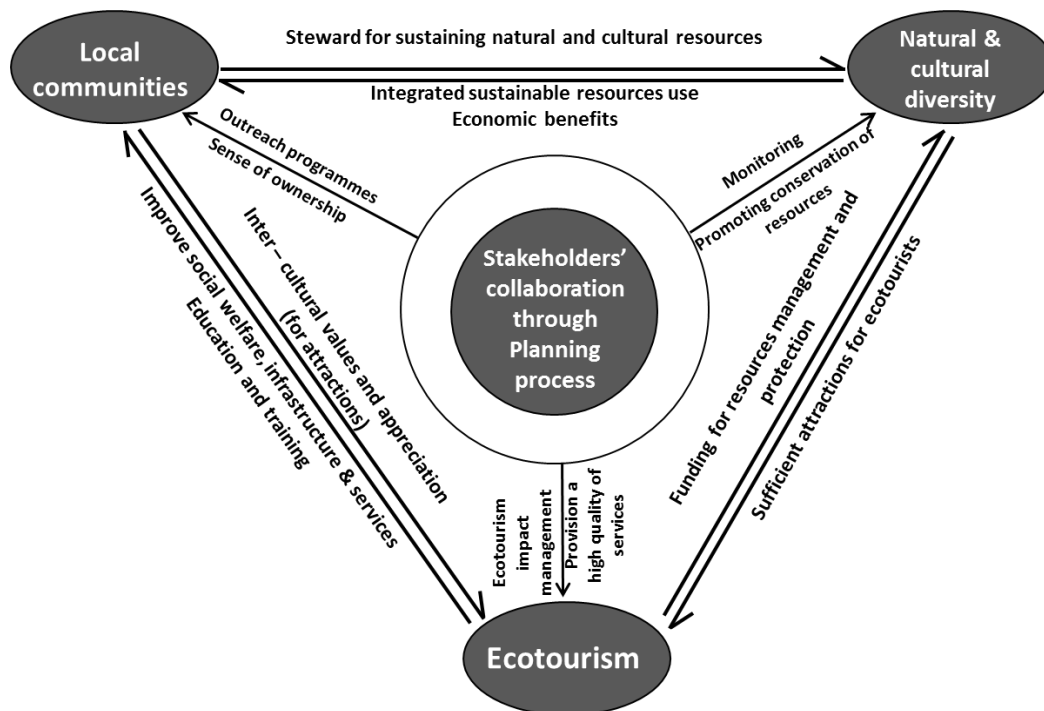 Steward for sustaining natural and cultural resources
Local
communities
Natural &
cultural
diversity
Integrated sustainable resources use
Economic benefits
Outreach programmes
Sense of ownership
Monitoring
Promoting conservation of
resources
Stakeholders’
collaboration
through
Planning
process
Inter – cultural values and appreciation
(for attractions)
Improve social welfare, infrastructure & services
Education and training
Funding for resources management and
protection
Sufficient attractions for ecotourists
Ecotourism
impact
management
Provision a
high quality of
services
Ecotourism